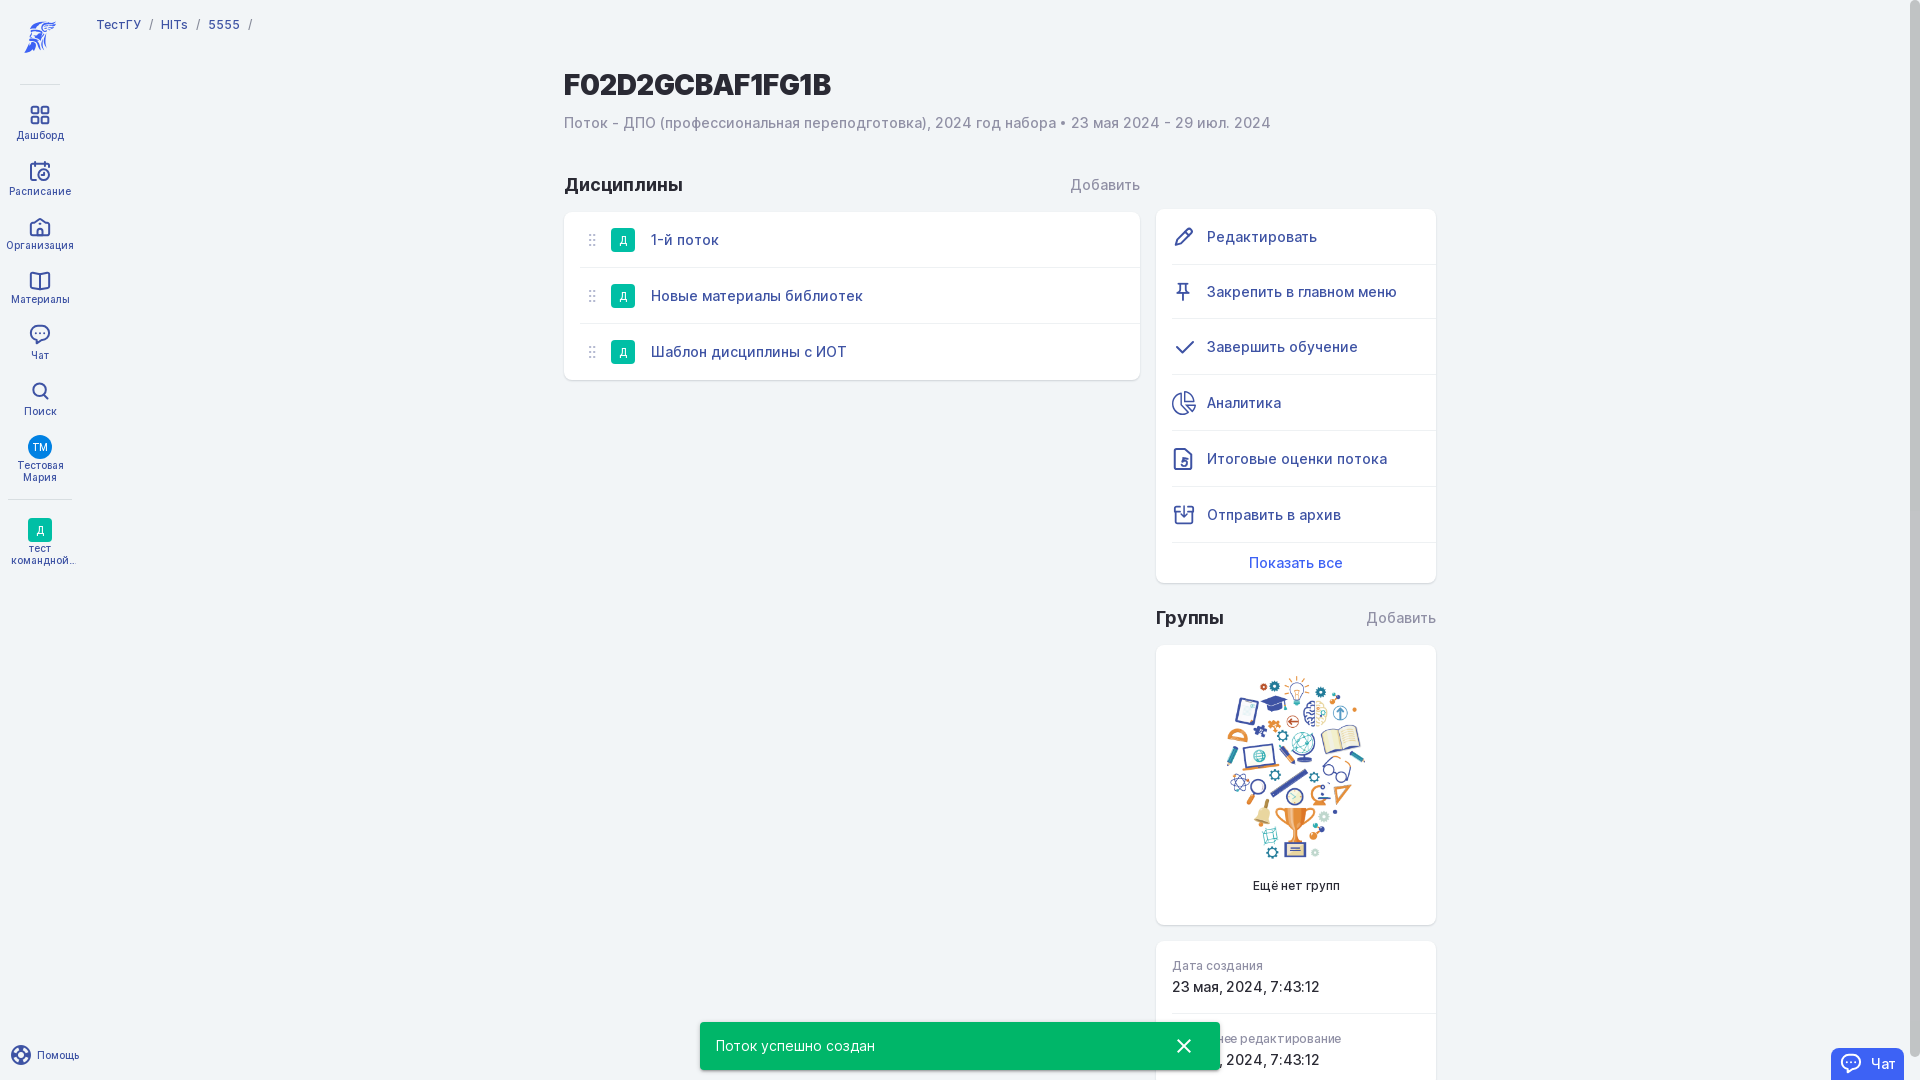 ТестГУ / HITs / 5555 /
F02D2GCBAF1FG1B
Поток - ДПО (профессиональная переподготовка), 2024 год набора • 23 мая 2024 - 29 июл. 2024
Дашборд
Расписание
Организация
Материалы
Чат
Поиск
ТМ
Тестовая
Мария
Д
тест
командной...
Помощь
Дисциплины
Добавить
Д 1-й поток
Д Новые материалы библиотек
Д Шаблон дисциплины с ИОТ
Редактировать
Закрепить в главном меню
Завершить обучение
Аналитика
Итоговые оценки потока
Отправить в архив
Показать все
Группы
Добавить
Ещё нет групп
Дата создания
23 мая, 2024, 7:43:12
редактирование
, 2024, 7:43:12
Поток успешно создан
Чат